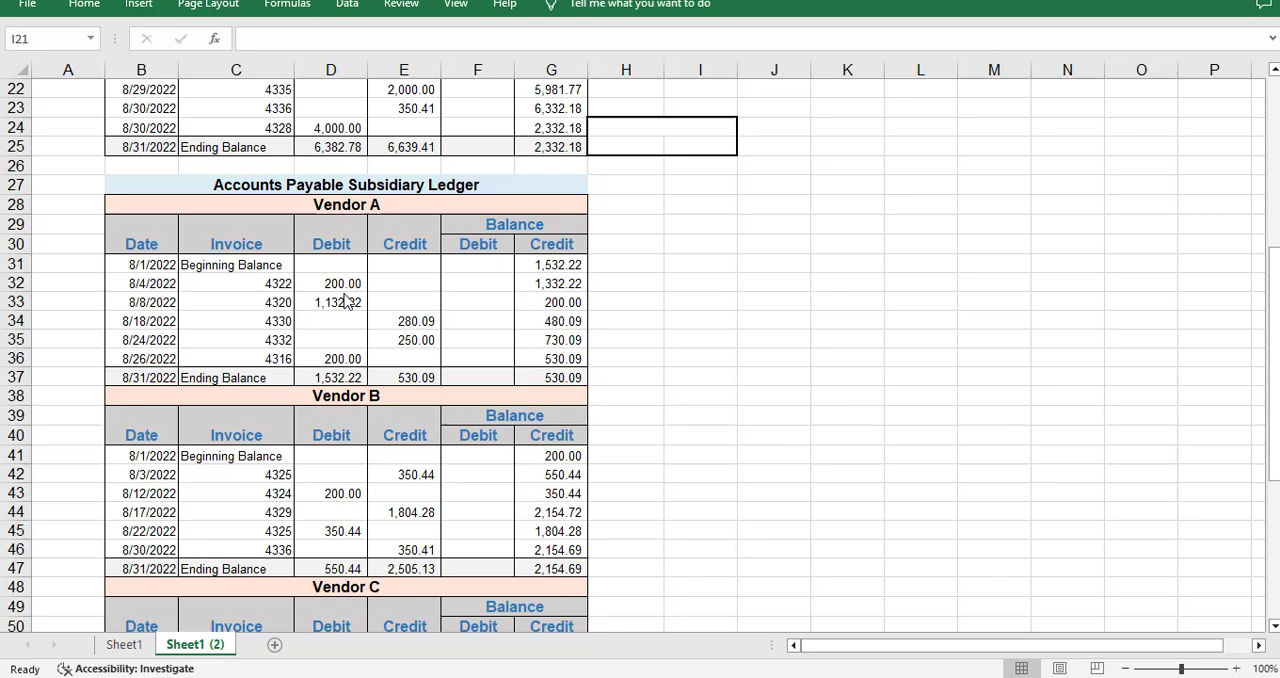 File Home Insert Page Layout Formulas Data Review View Help Tell me what you want to do
I21 fx
A B C D E F G H I J K L M N O P
22 8/29/2022 4335 2,000.00 5,981.77
23 8/30/2022 4336 350.41 6,332.18
24 8/30/2022 4328 4,000.00 2,332.18
25 8/31/2022 Ending Balance 6,382.78 6,639.41 2,332.18
26
27 Accounts Payable Subsidiary Ledger
28 Vendor A
29 Balance
30 Date Invoice Debit Credit Debit Credit
31 8/1/2022 Beginning Balance 1,532.22
32 8/4/2022 4322 200.00 1,332.22
33 8/8/2022 4320 1,132.22 200.00
34 8/18/2022 4330 280.09 480.09
35 8/24/2022 4332 250.00 730.09
36 8/26/2022 4316 200.00 530.09
37 8/31/2022 Ending Balance 1,532.22 530.09 530.09
38 Vendor B
39 Balance
40 Date Invoice Debit Credit Debit Credit
41 8/1/2022 Beginning Balance 200.00
42 8/3/2022 4325 350.44 550.44
43 8/12/2022 4324 200.00 350.44
44 8/17/2022 4329 1,804.28 2,154.72
45 8/22/2022 4325 350.44 1,804.28
46 8/30/2022 4336 350.41 2,154.69
47 8/31/2022 Ending Balance 550.44 2,505.13 2,154.69
48 Vendor C
49 Balance
50 Date Invoice Debit Credit Debit Credit
Sheet1 Sheet1 (2)
Ready Accessibility: Investigate 100%